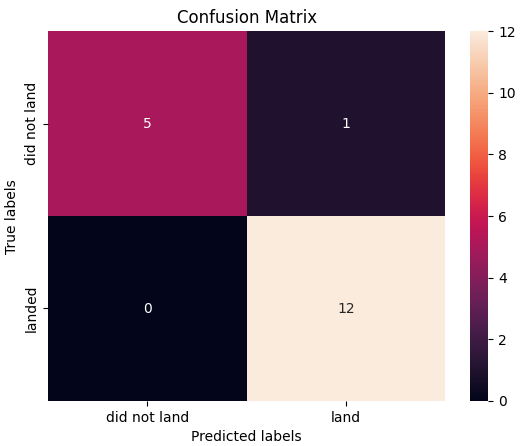 Confusion Matrix
True labels
did not land
landed
5
1
0
12
did not land
land
Predicted labels
12
10
8
6
4
2
0